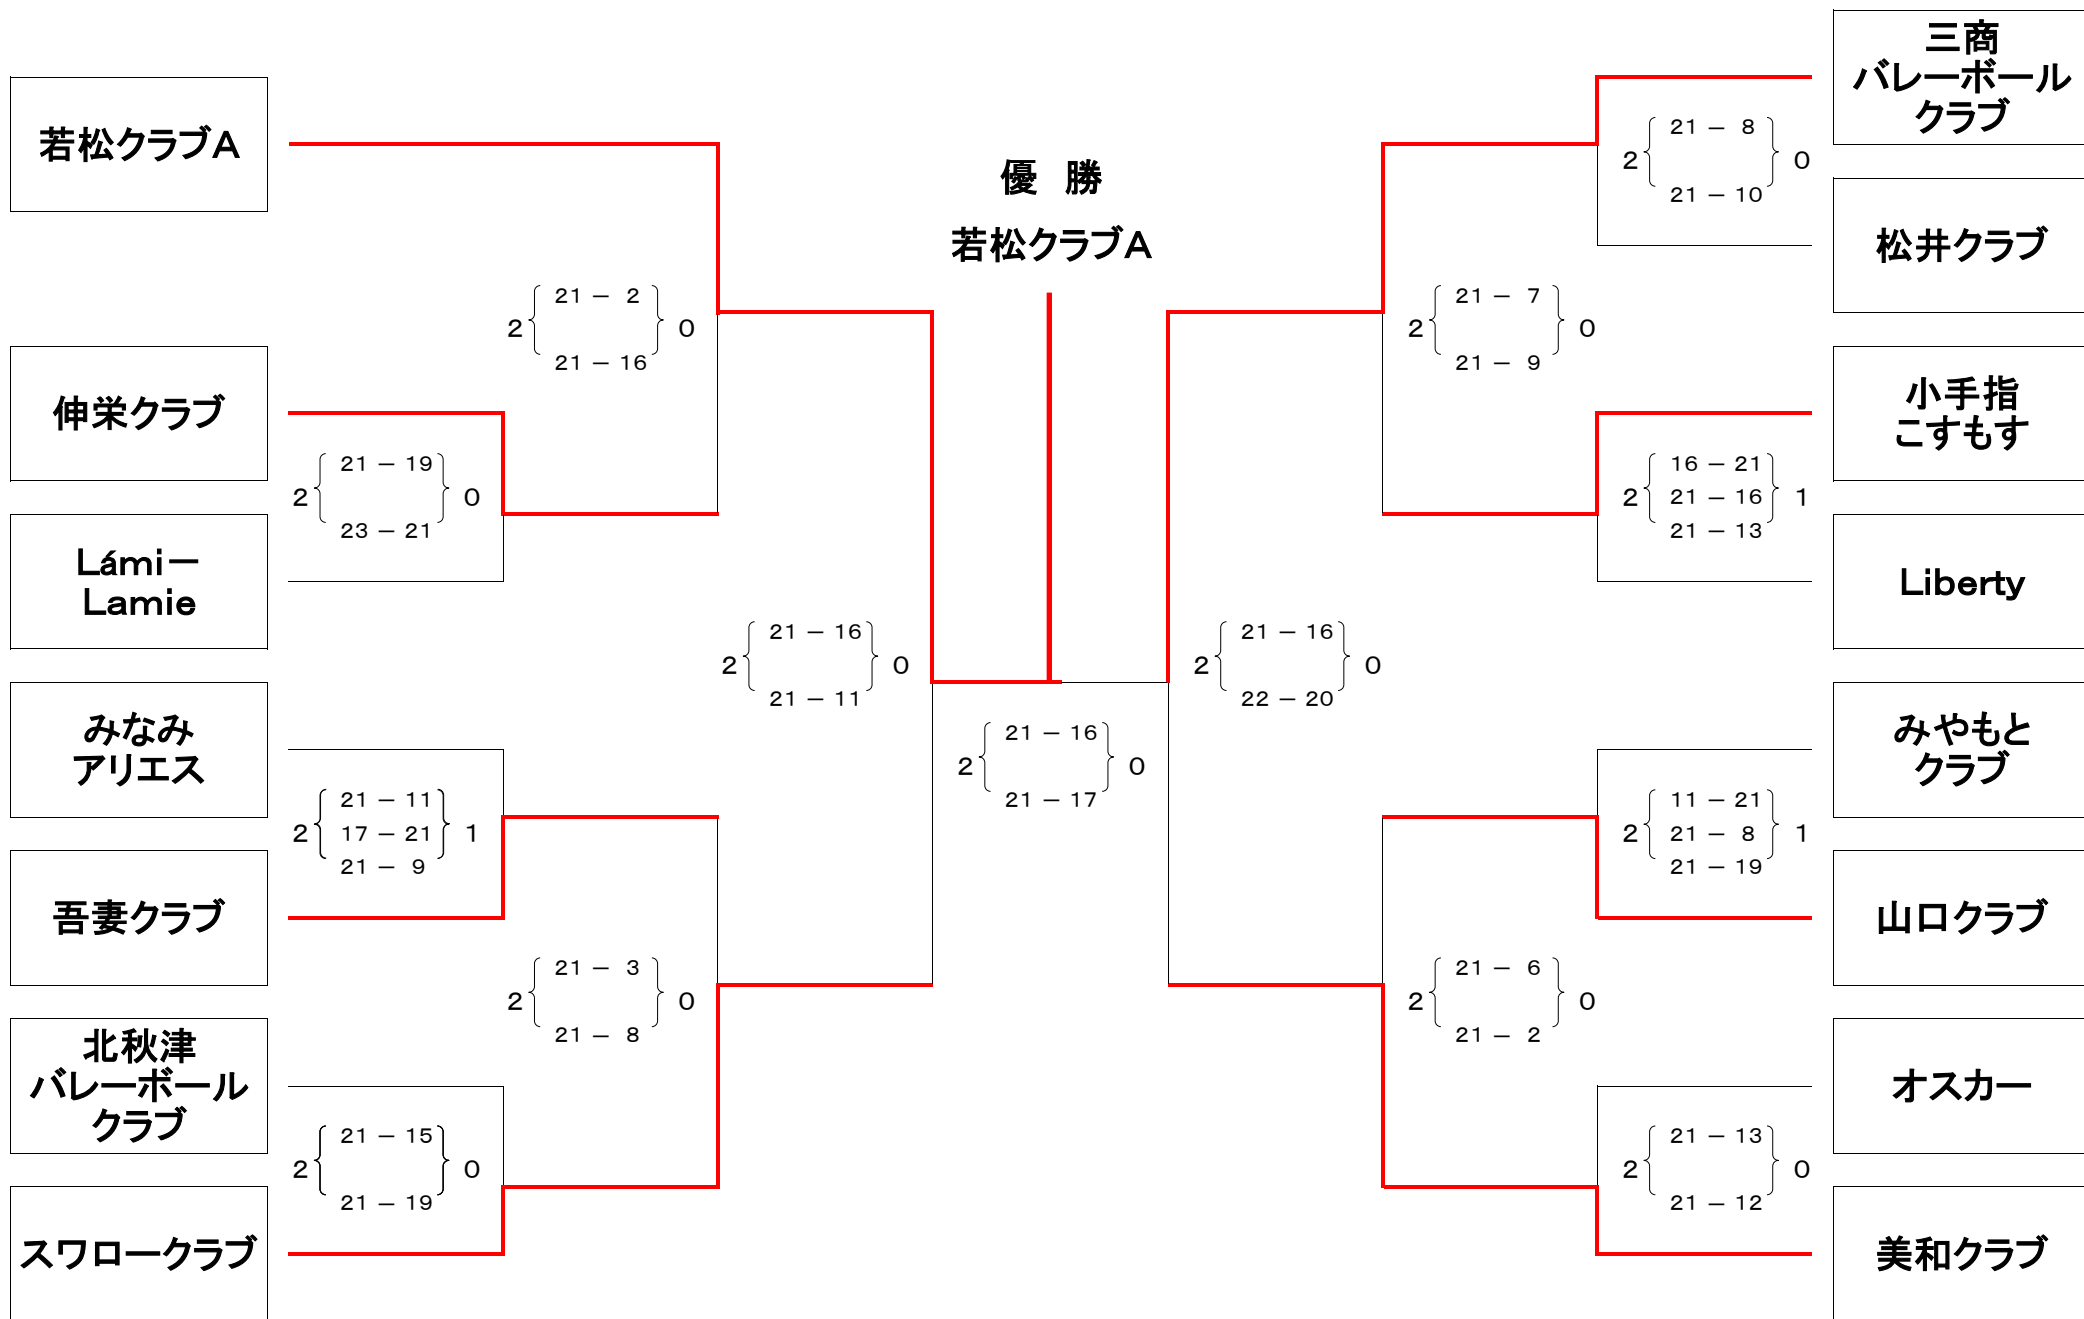 若松クラブA
伸栄クラブ
Lámi－
Lamie
みなみ
アリエス
吾妻クラブ
北秋津
バレーボール
クラブ
スワロークラブ
2 0
21 － 19
23 － 21
2 1
21 － 11
17 － 21
21 － 9
2 0
21 － 15
21 － 19
2 0
21 － 2
21 － 16
2 0
21 － 3
21 － 8
2 0
21 － 16
21 － 11
優 勝
若松クラブA
2 0
21 － 16
21 － 17
2 0
21 － 16
22 － 20
2 0
21 － 7
21 － 9
2 0
21 － 6
21 － 2
2 0
21 － 8
21 － 10
2 1
16 － 21
21 － 16
21 － 13
2 1
11 － 21
21 － 8
21 － 19
2 0
21 － 13
21 － 12
三商
バレーボール
クラブ
松井クラブ
小手指
こすもす
Liberty
みやもと
クラブ
山口クラブ
オスカー
美和クラブ